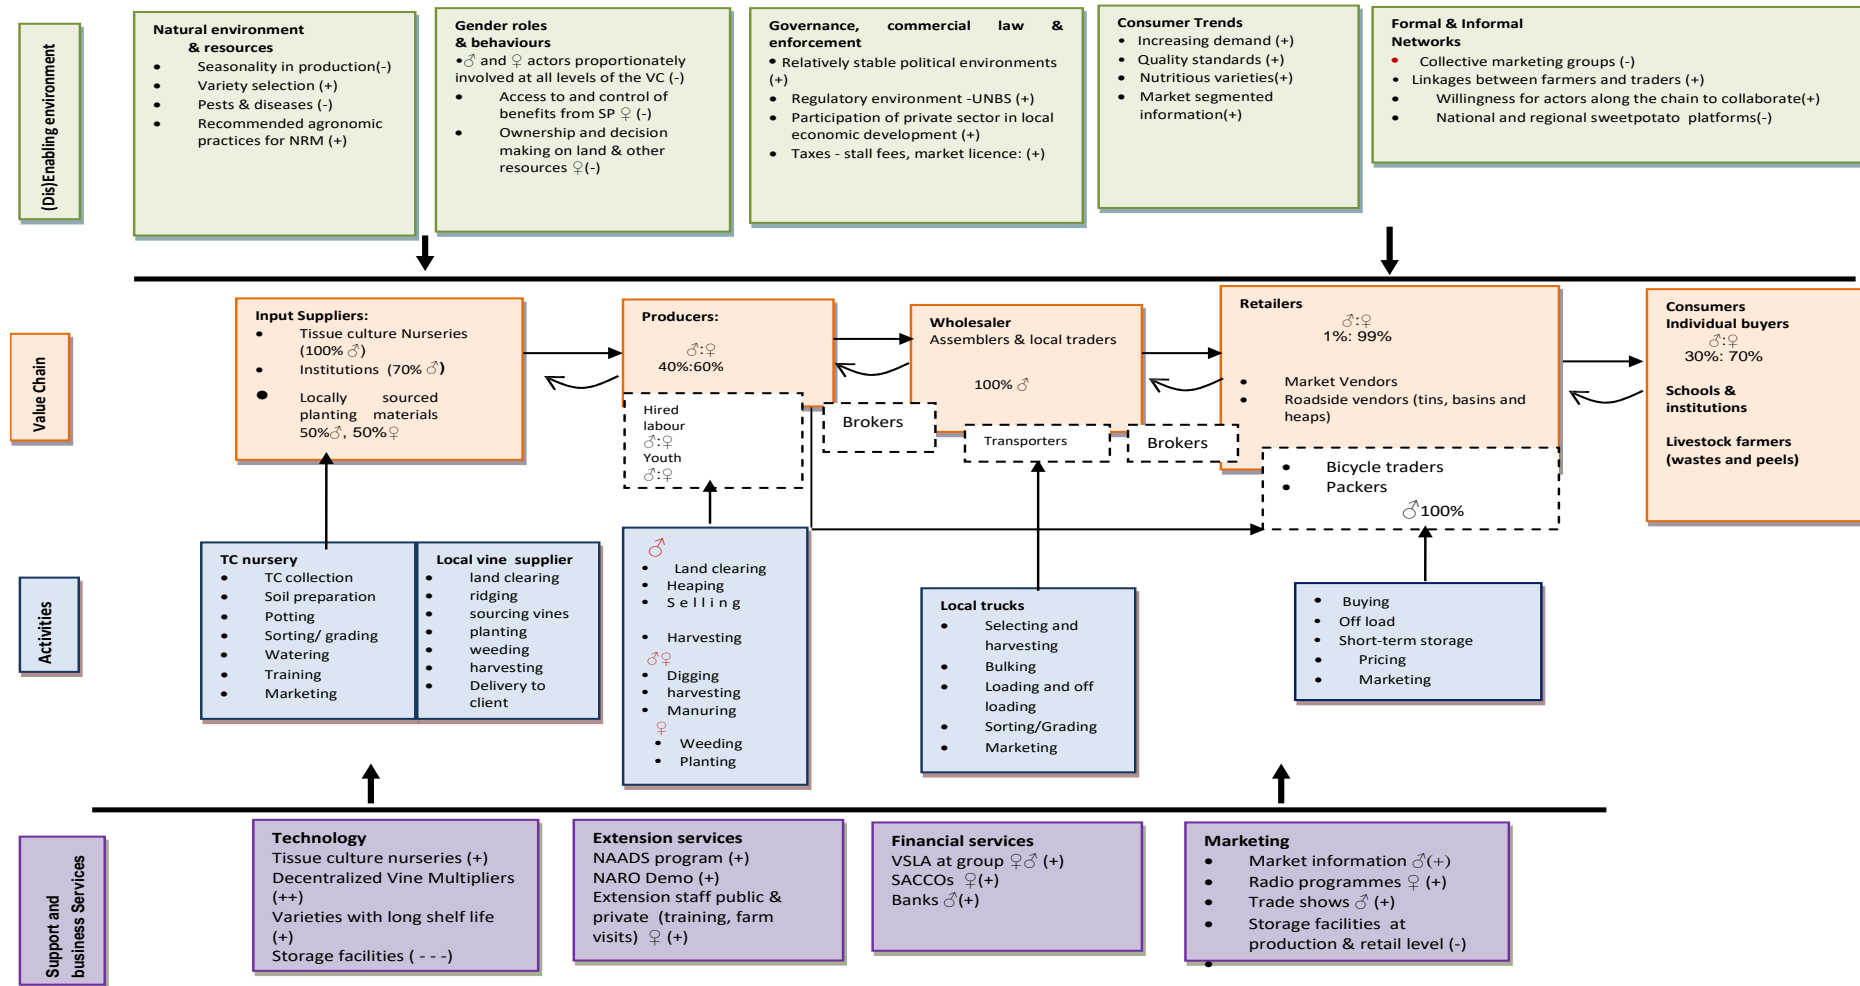 (Dis)Enabling environment
Natural environment
& resources
• Seasonality in production(-)
• Variety selection (+)
• Pests & diseases (-)
• Recommended agronomic
practices for NRM (+)
Gender roles
& behaviours
•♂ and ♀ actors proportionately
involved at all levels of the VC (-)
• Access to and control of
benefits from SP ♀ (-)
• Ownership and decision
making on land & other
resources ♀(-)
Governance, commercial law &
enforcement
• Relatively stable political environments
(+)
• Regulatory environment -UNBS (+)
• Participation of private sector in local
economic development (+)
• Taxes - stall fees, market licence: (+)
Consumer Trends
• Increasing demand (+)
• Quality standards (+)
• Nutritious varieties(+)
• Market segmented
information(+)
Formal & Informal
Networks
• Collective marketing groups (-)
• Linkages between farmers and traders (+)
• Willingness for actors along the chain to collaborate(+)
• National and regional sweetpotato platforms(-)
Value Chain
Input Suppliers:
• Tissue culture Nurseries
(100% ♂)
• Institutions (70% ♂)
• Locally sourced
planting materials
50%♂, 50%♀
Producers:
♂:♀
40%:60%
Hired
labour
♂:♀
Youth
♂:♀
Brokers
Wholesaler
Assemblers & local traders
100% ♂
Transporters
Brokers
Retailers
♂:♀
1%: 99%
• Market Vendors
• Roadside vendors (tins, basins and
heaps)
• Bicycle traders
• Packers
♂100%
Consumers
Individual buyers
♂:♀
30%: 70%
Schools &
institutions
Livestock farmers
(wastes and peels)
Activities
TC nursery
• TC collection
• Soil preparation
• Potting
• Sorting/ grading
• Watering
• Training
• Marketing
Local vine supplier
• land clearing
• ridging
• sourcing vines
• planting
• weeding
• harvesting
• Delivery to
client
♂
• Land clearing
• Heaping
• S e l l i n g
• Harvesting
♂♀
• Digging
• harvesting
• Manuring
♀
• Weeding
• Planting
Local trucks
• Selecting and
harvesting
• Bulking
• Loading and off
loading
• Sorting/Grading
• Marketing
• Buying
• Off load
• Short-term storage
• Pricing
• Marketing
Support and
business Services
Technology
Tissue culture nurseries (+)
Decentralized Vine Multipliers
(++)
Varieties with long shelf life
(+)
Storage facilities ( - - -)
Extension services
NAADS program (+)
NARO Demo (+)
Extension staff public &
private (training, farm
visits) ♀ (+)
Financial services
VSLA at group ♀♂ (+)
SACCOs ♀(+)
Banks ♂(+)
Marketing
• Market information ♂(+)
• Radio programmes ♀ (+)
• Trade shows ♂ (+)
• Storage facilities at
production & retail level (-)
•